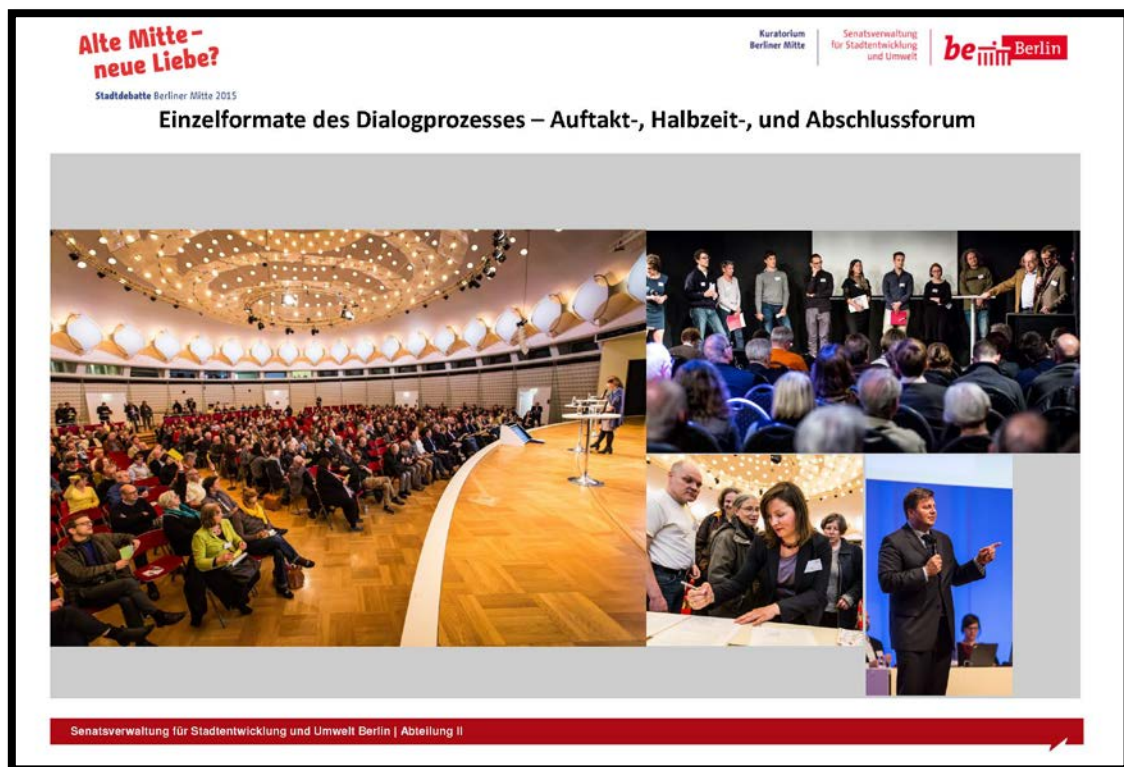 Alte Mitte –
neue Liebe?
Stadtdebatte Berliner Mitte 2015
Kuratorium
Berliner Mitte
Senatsverwaltung
für Stadtentwicklung
und Umwelt
be Berlin
Einzelformate des Dialogprozesses – Auftakt-, Halbzeit-, und Abschlussforum
Senatsverwaltung für Stadtentwicklung und Umwelt Berlin | Abteilung II